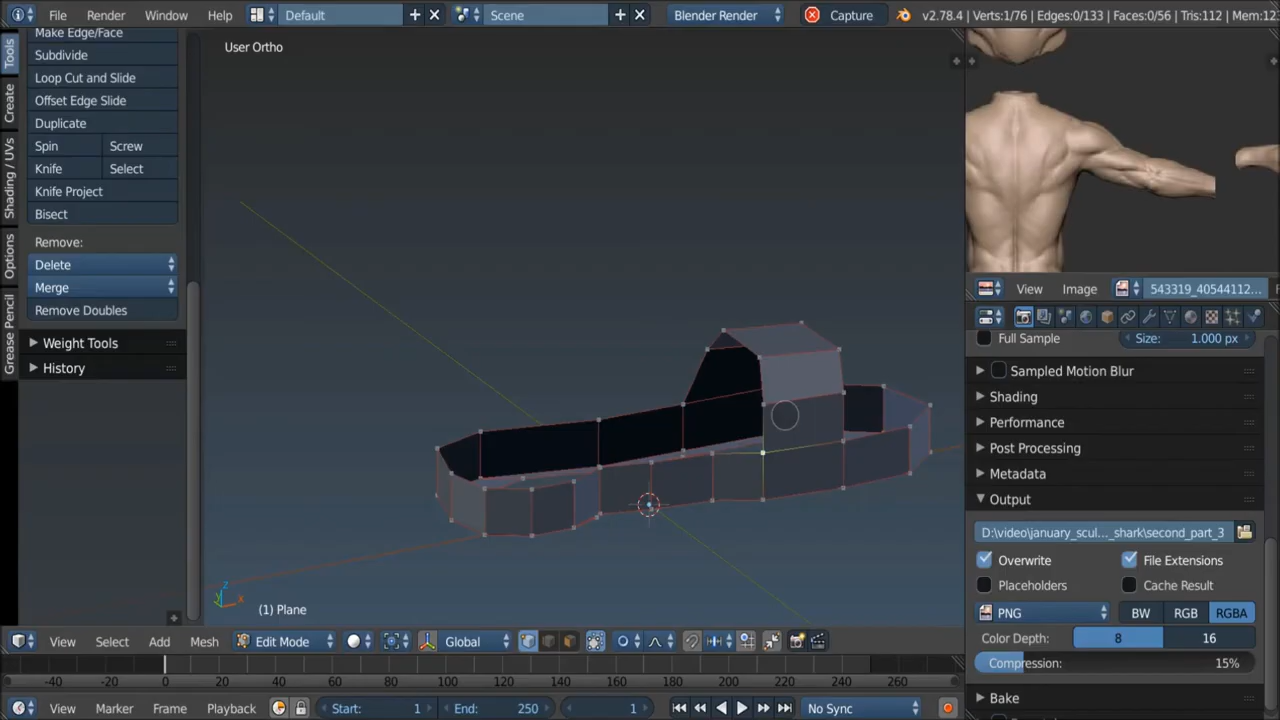 File Render Window Help Default Scene Blender Render Capture v2.78.4 | Verts:1/76 | Edges:0/133 | Faces:0/56 | Tris:112 | Mem:12
Make Edge/Face
Subdivide
Loop Cut and Slide
Offset Edge Slide
Duplicate
Spin Screw
Knife Select
Knife Project
Bisect
Remove:
Delete
Merge
Remove Doubles
Weight Tools
History
Tools
Create
Shading / UVs
Options
Grease Pencil
User Ortho
z
y
x
(1) Plane
View Select Add Mesh Edit Mode Global
View Image 543319_40544112...
Full Sample Size: 1.000 px
Sampled Motion Blur
Shading
Performance
Post Processing
Metadata
Output
D:\video\january_scul..._shark\second_part_3
Overwrite File Extensions
Placeholders Cache Result
PNG BW RGB RGBA
Color Depth: 8 16
Compression: 15%
Bake
-40 -20 0 20 40 60 80 100 120 140 160 180 200 220 240 260
View Marker Frame Playback Start: 1 End: 250 1 No Sync